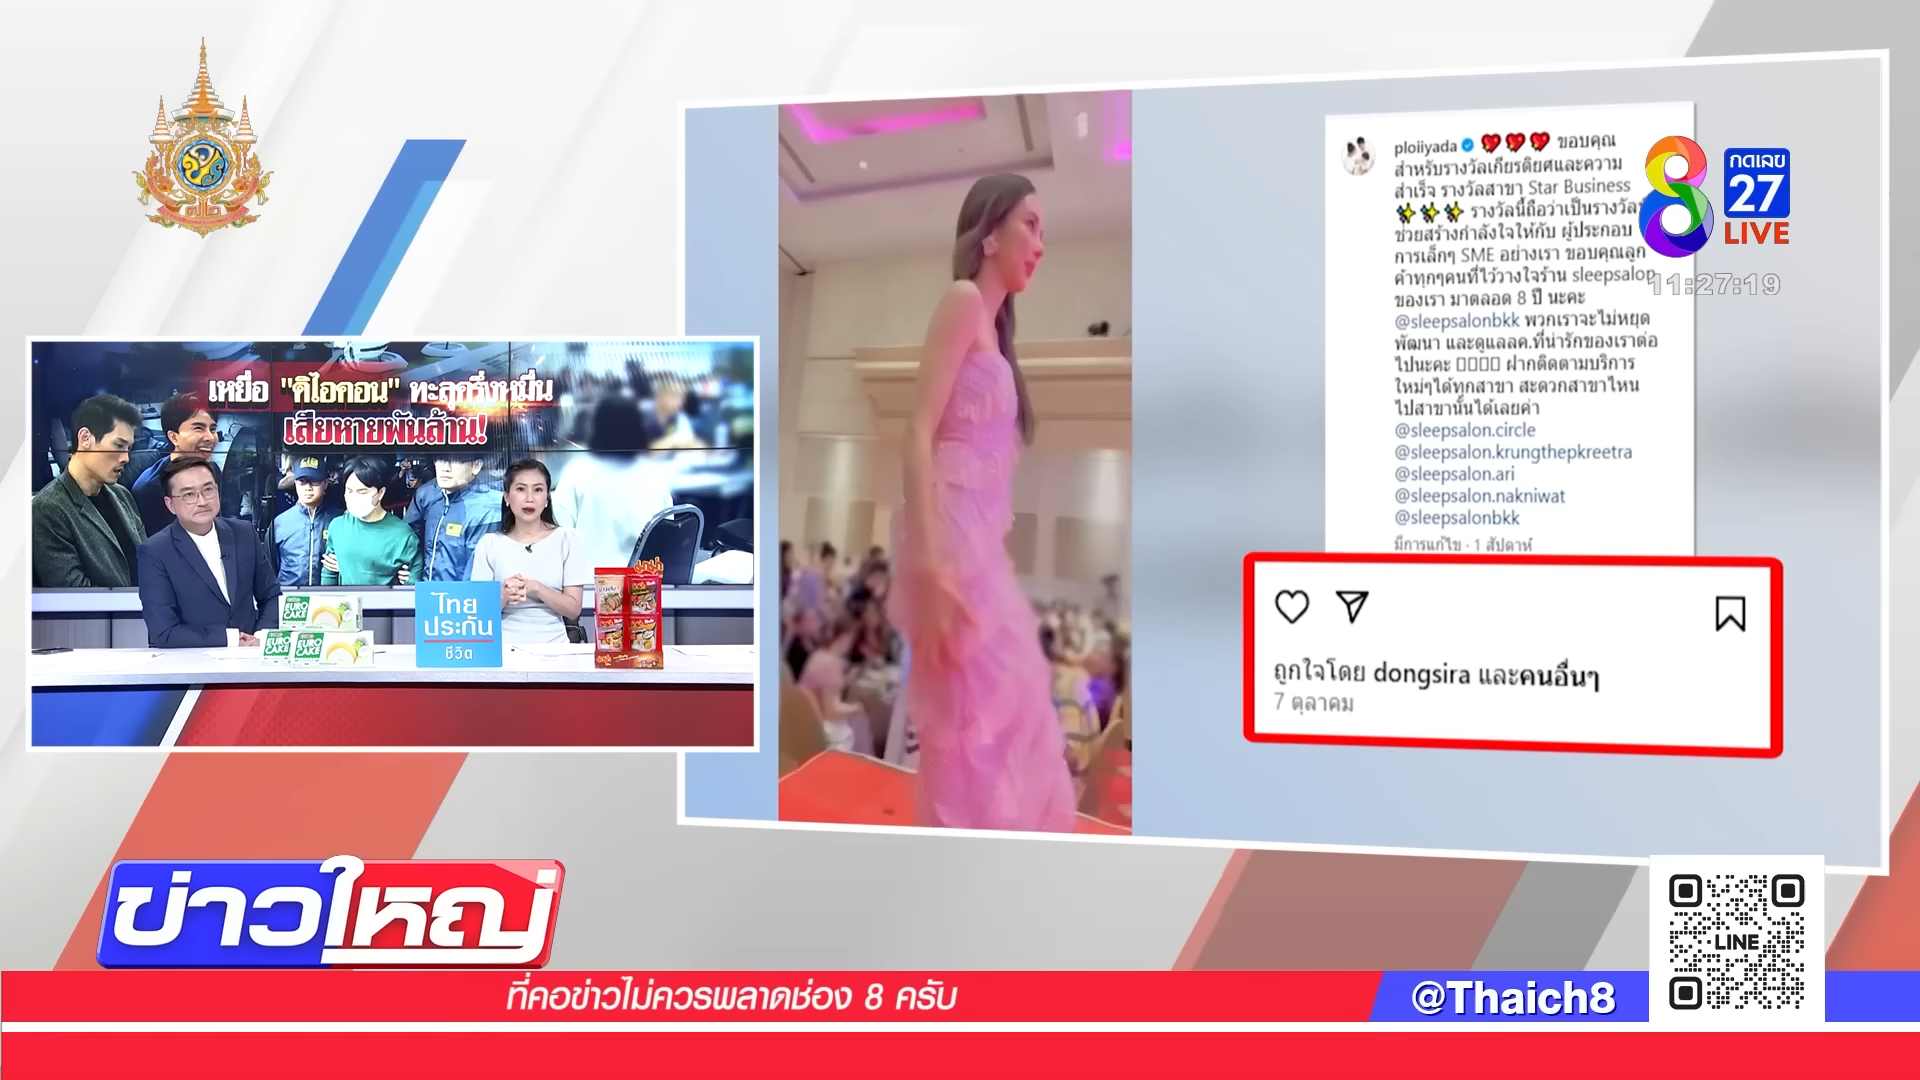 เหยื่อ "ดิไอคอน" ทะลุครึ่งหมื่น
เสียหายพันล้าน!
EURO CAKE
EURO CAKE
EURO CAKE
ไทย
ประกัน
ชีวิต
ploiiyada ขอบคุณ
สำหรับรางวัลเกียรติยศและความ
สำเร็จ รางวัลสาขา Star Business
รางวัลนี้ถือว่าเป็นรางวัล
ช่วยสร้างกำลังใจให้กับ ผู้ประกอบ
การเล็กๆ SME อย่างเรา ขอบคุณลูก
ค้าทุกๆคนที่ไว้วางใจร้าน sleepsalon
ของเรา มาตลอด 8 ปี นะคะ
@sleepsalonbkk พวกเราจะไม่หยุด
พัฒนา และดูแลลค.ที่น่ารักของเราต่อ
ไปนะคะ ฝากติดตามบริการ
ใหม่ๆได้ทุกสาขา สะดวกสาขาไหน
ไปสาขานั้นได้เลยค่า
@sleepsalon.circle
@sleepsalon.krungthepkreetra
@sleepsalon.ari
@sleepsalon.nakniwat
@sleepsalonbkk
มีการแก้ไข · 1 สัปดาห์
ถูกใจโดย dongsira และคนอื่นๆ
7 ตุลาคม
8
กดเลข
27
LIVE
11:27:19
ข่าวใหญ่
ที่คอข่าวไม่ควรพลาดช่อง 8 ครับ
@Thaich8
LINE